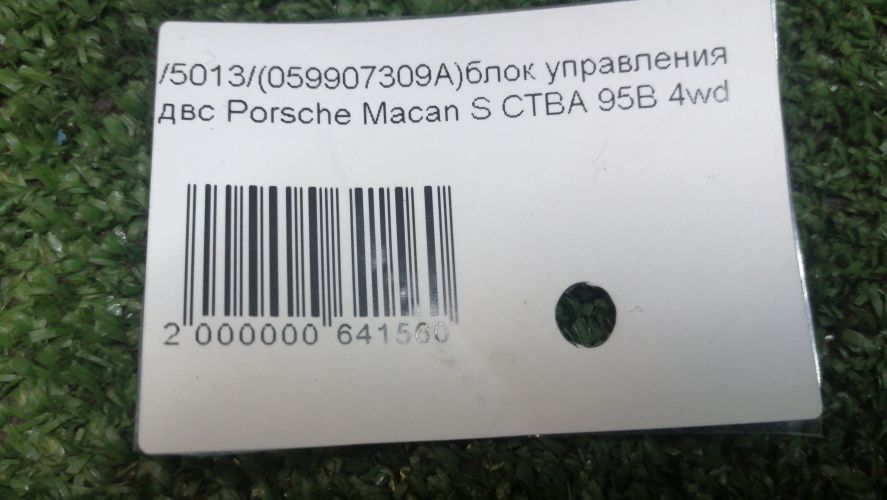 /5013/(059907309A)блок управления
двс Porsche Macan S CTBA 95B 4wd
2 000000 641560